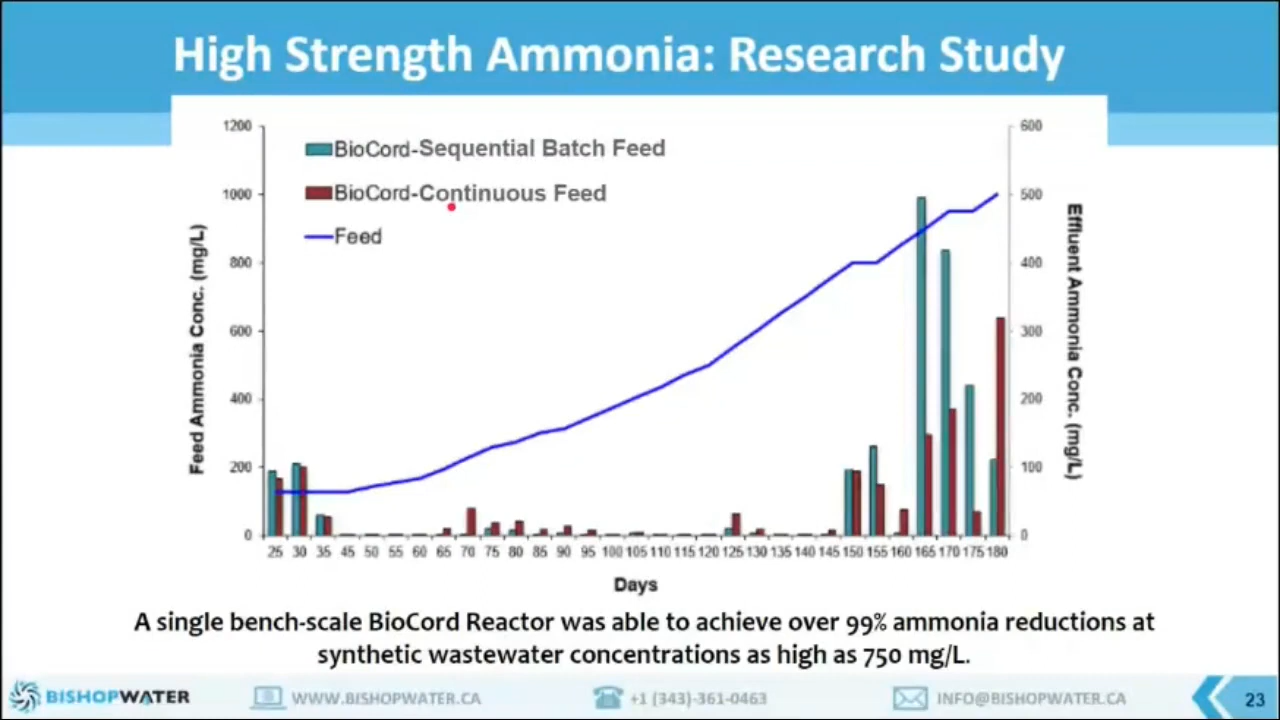 High Strength Ammonia: Research Study
1200
1000
800
600
400
200
0
Feed Ammonia Conc. (mg/L)
BioCord-Sequential Batch Feed
BioCord-Continuous Feed
Feed
600
500
400
300
200
100
0
Effluent Ammonia Conc. (mg/L)
25 30 35 45 50 55 60 65 70 75 80 85 90 95 100 105 110 115 120 125 130 135 140 145 150 155 160 165 170 175 180
Days
A single bench-scale BioCord Reactor was able to achieve over 99% ammonia reductions at
synthetic wastewater concentrations as high as 750 mg/L.
BISHOPWATER WWW.BISHOPWATER.CA +1 (343)-361-0463 INFO@BISHOPWATER.CA 23